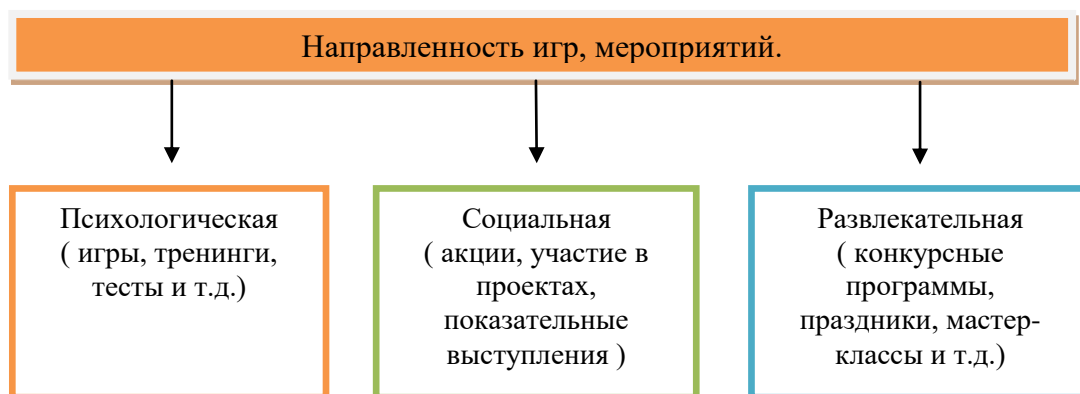 Направленность игр, мероприятий.
Психологическая
( игры, тренинги,
тесты и т.д.)
Социальная
( акции, участие в
проектах,
показательные
выступления )
Развлекательная
( конкурсные
программы,
праздники, мастер-
классы и т.д.)